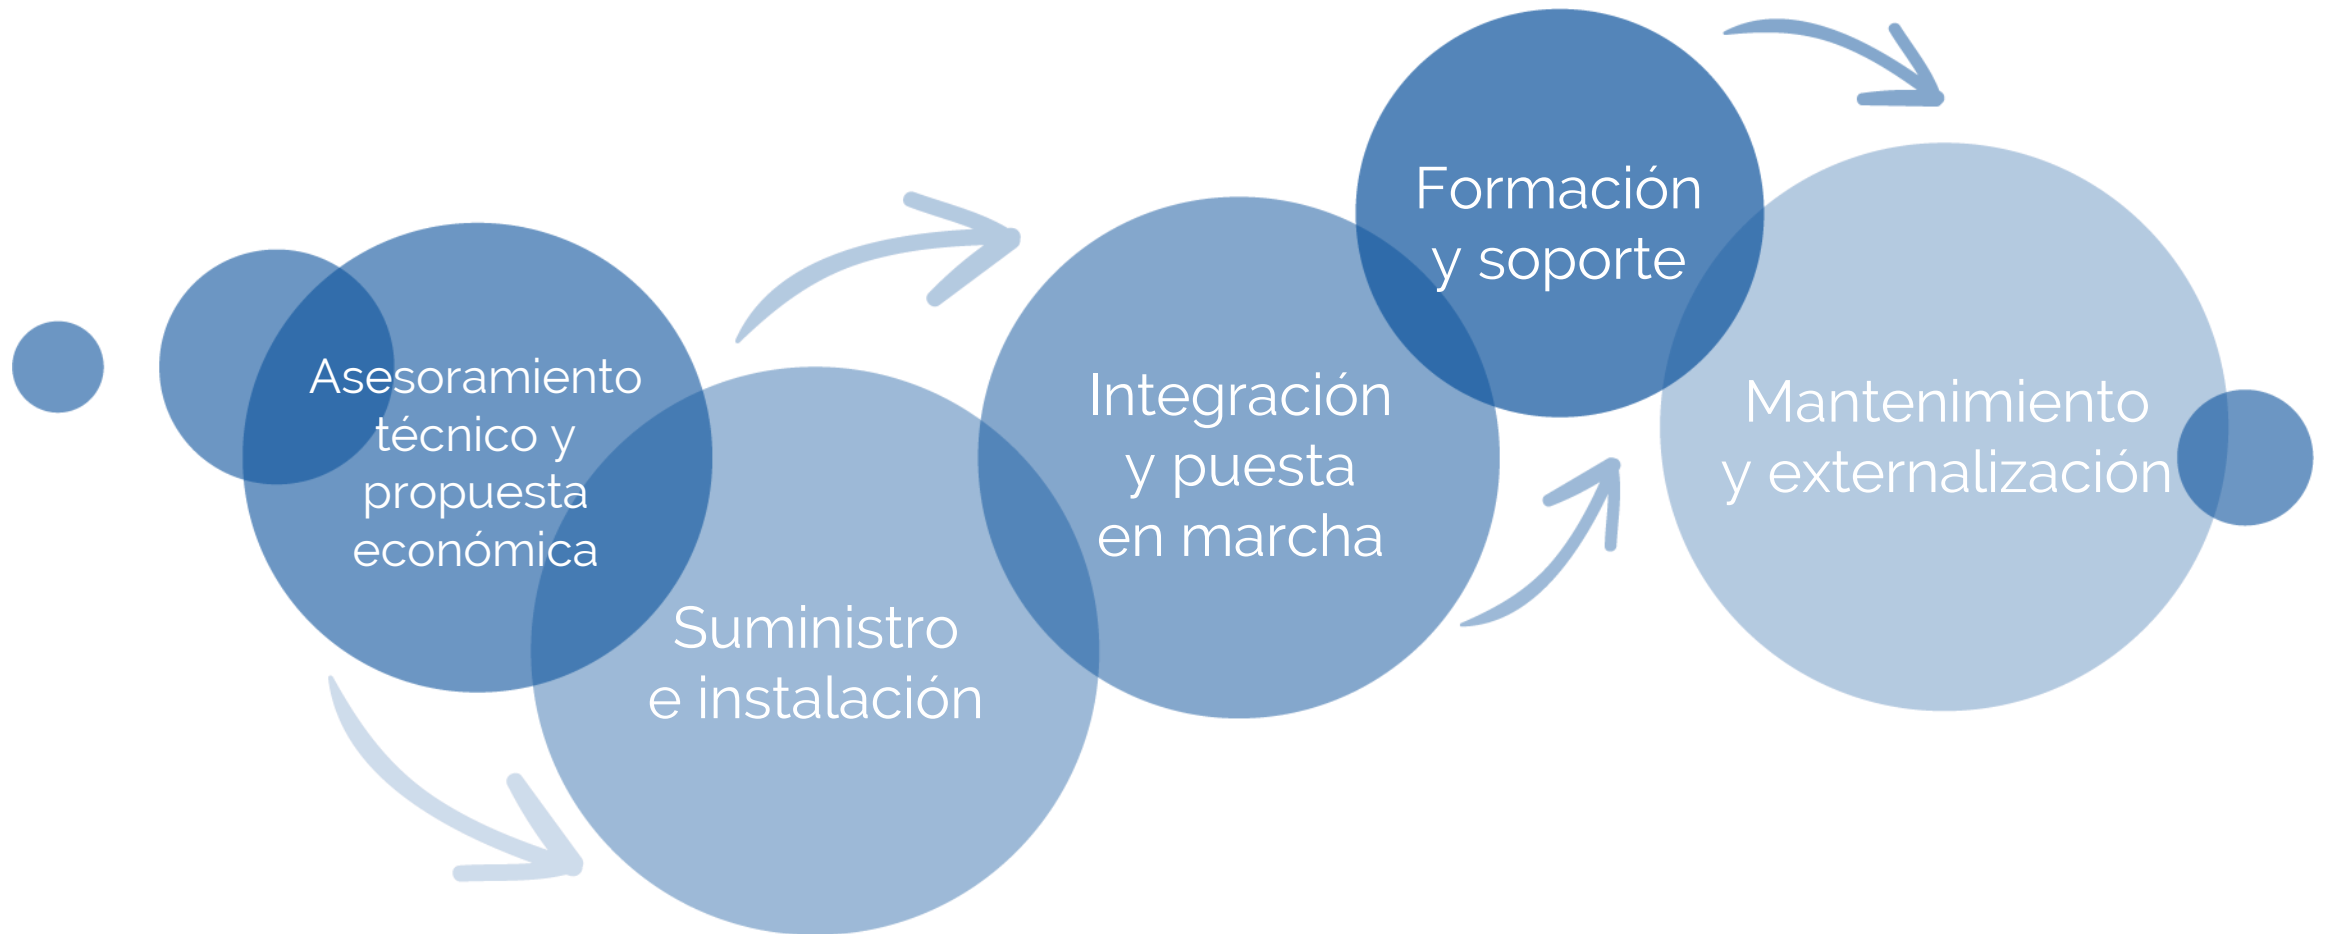 Asesoramiento
técnico y
propuesta
económica
Suministro
e instalación
Integración
y puesta
en marcha
Formación
y soporte
Mantenimiento
y externalización